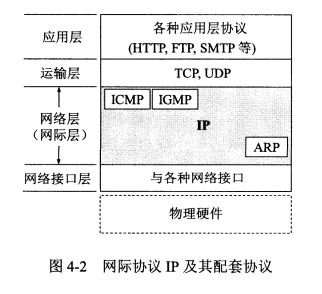 应用层
各种应用层协议
(HTTP, FTP, SMTP 等)
运输层
TCP, UDP
ICMP
IGMP
网络层
(网际层)
IP
ARP
网络接口层
与各种网络接口
物理硬件
图 4-2 网际协议 IP 及其配套协议